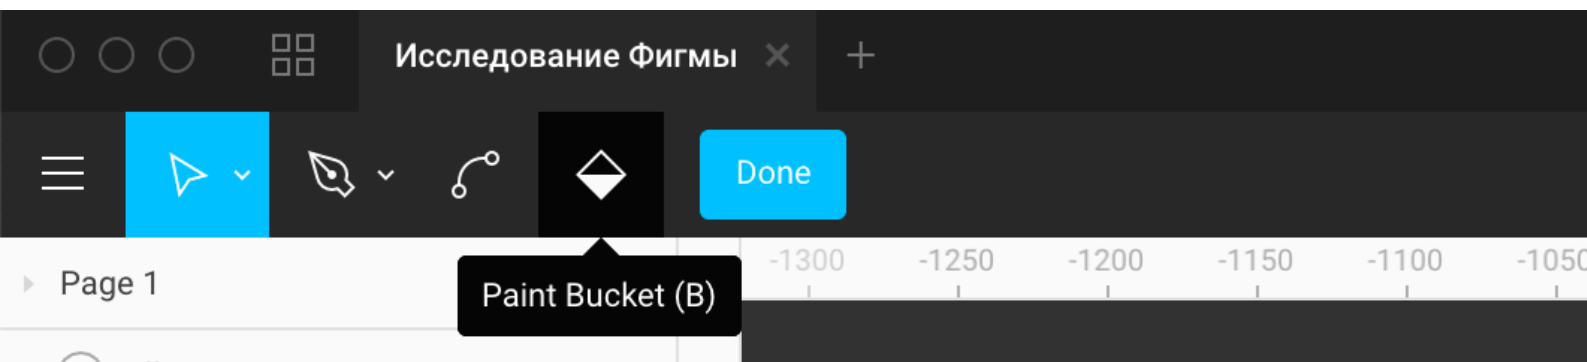 Исследование Фигмы
Done
Page 1
Paint Bucket (B)
-1300 -1250 -1200 -1150 -1100 -1050